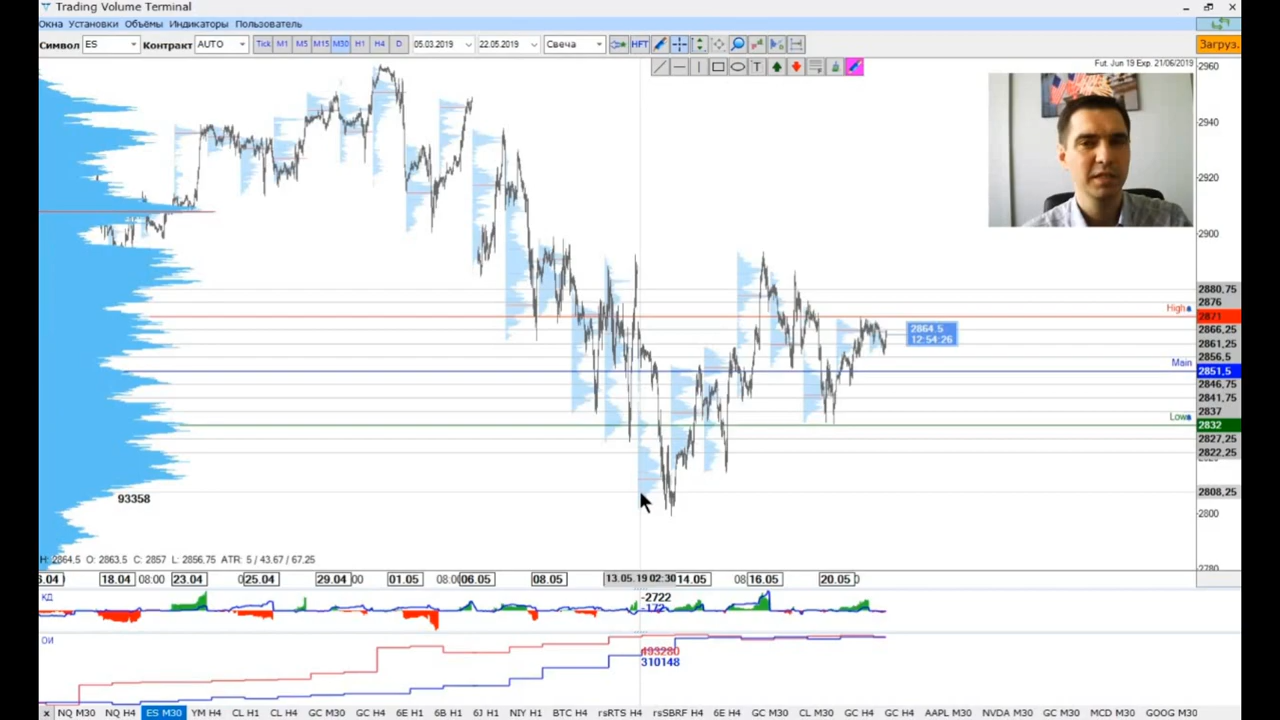 Trading Volume Terminal
Окна Установки Объёмы Индикаторы Пользователь
Символ ES Контракт AUTO Tick M1 M5 M15 M30 H1 H4 D 05.03.2019 22.05.2019 Свеча HFT Загруз.
T
Fut. Jun 19 Exp. 21/06/2019
2960
2940
2920
2900
2880,75
2876
High 2871
2866,25
2864.5
12:54:26
2861,25
2856,5
Main 2851,5
2846,75
2841,75
2837
Low 2832
2827,25
2822,25
93358
2808,25
2800
H: 2864.5 O: 2863.5 C: 2857 L: 2856,75 ATR: 5 / 43.67 / 67,25
2780
18.04 08:00 23.04 25.04 29.04 01.05 06.05 08.05 13.05.19 02:30 14.05 16.05 20.05
КД
-2722
-172
ОИ
493280
310148
x NQ M30 NQ H4 ES M30 YM H4 CL H1 CL H4 GC M30 GC H4 6E H1 6B H1 6J H1 NIY H1 BTC H4 rsRTS H4 rsSBRF H4 6E H4 GC M30 CL M30 GC H4 GC H4 AAPL M30 NVDA M30 GC M30 MCD M30 GOOG M30